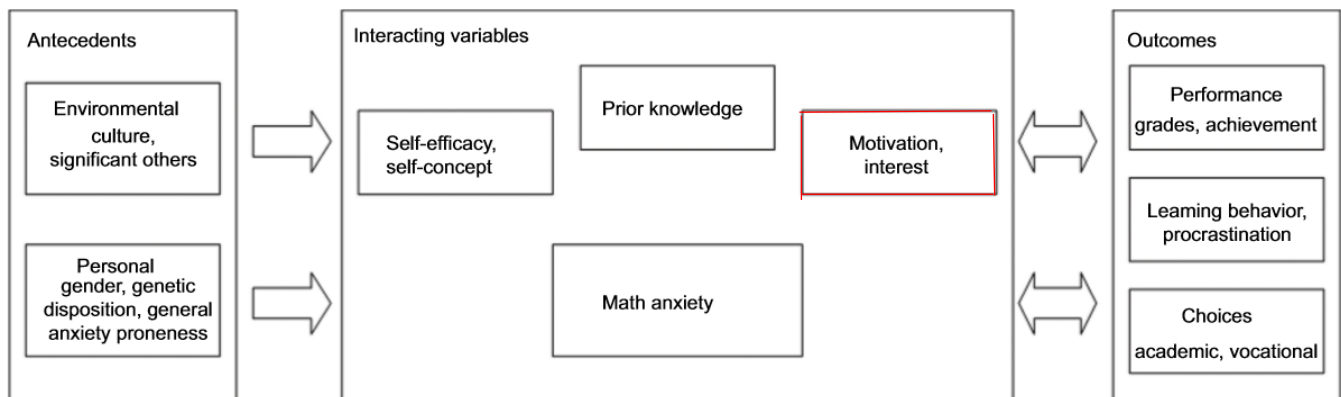 Antecedents
Environmental
culture,
significant others
Personal
gender, genetic
disposition, general
anxiety proneness
Interacting variables
Self-efficacy,
self-concept
Prior knowledge
Motivation,
interest
Math anxiety
Outcomes
Performance
grades, achievement
Learning behavior,
procrastination
Choices
academic, vocational